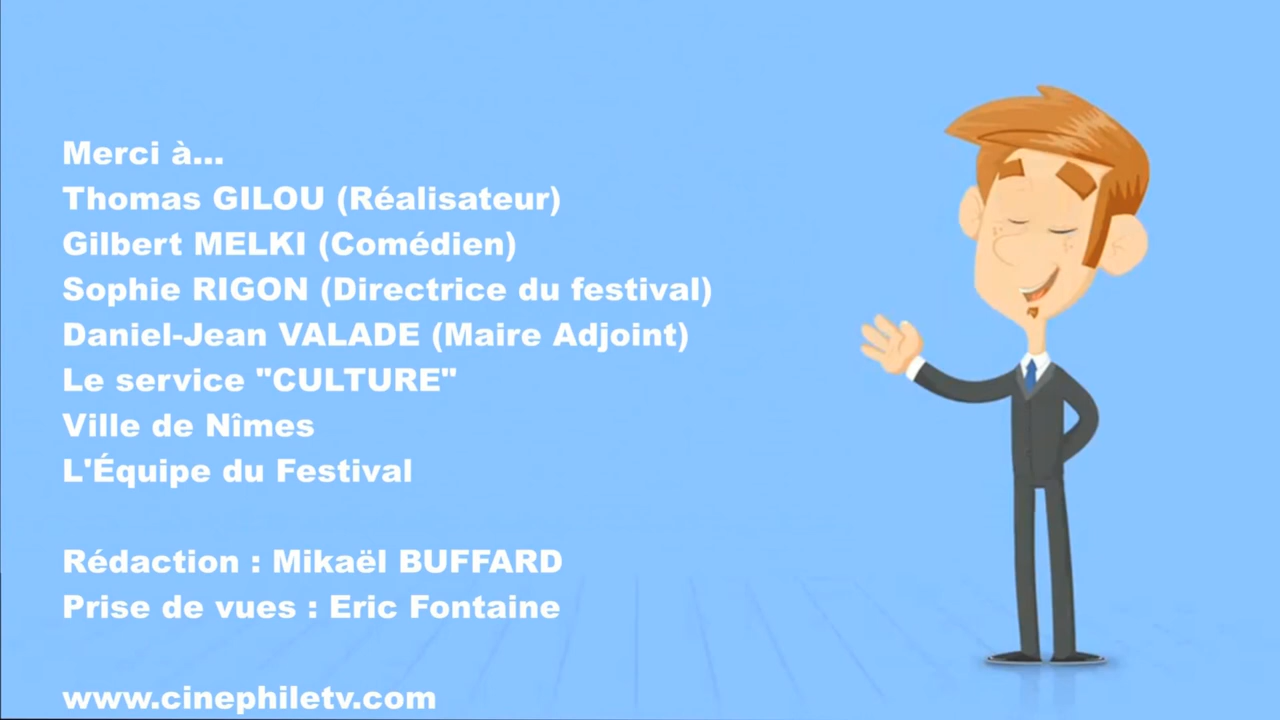 Merci à...
Thomas GILOU (Réalisateur)
Gilbert MELKI (Comédien)
Sophie RIGON (Directrice du festival)
Daniel-Jean VALADE (Maire Adjoint)
Le service "CULTURE"
Ville de Nîmes
L'Équipe du Festival
Rédaction : Mikaël BUFFARD
Prise de vues : Eric Fontaine
www.cinephiletv.com